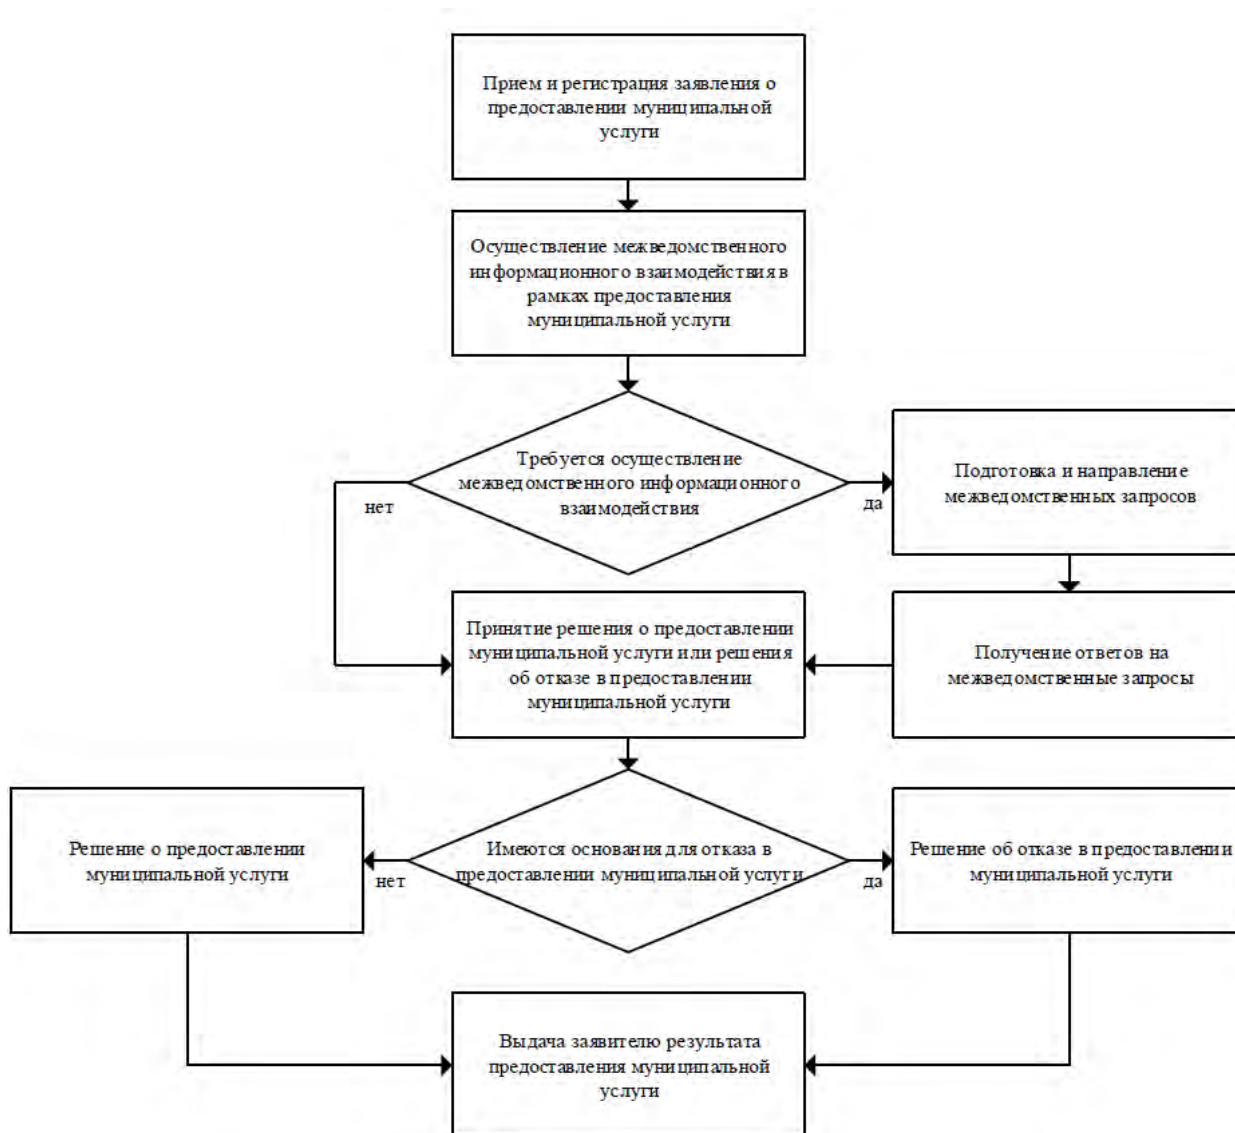 Прием и регистрация заявления о
предоставлении муниципальной
услуги
Осуществление межведомственного
информационного взаимодействия в
рамках предоставления
муниципальной услуги
Требуется осуществление
межведомственного информационного
взаимодействия
нет
да
Подготовка и направление
межведомственных запросов
Принятие решения о предоставлении
муниципальной услуги или решения
об отказе в предоставлении
муниципальной услуги
Получение ответов на
межведомственные запросы
Решение о предоставлении
муниципальной услуги
нет
Имеются основания для отказа в
предоставлении муниципальной услуги
да
Решение об отказе в предоставлении
муниципальной услуги
Выдача заявителю результата
предоставления муниципальной
услуги